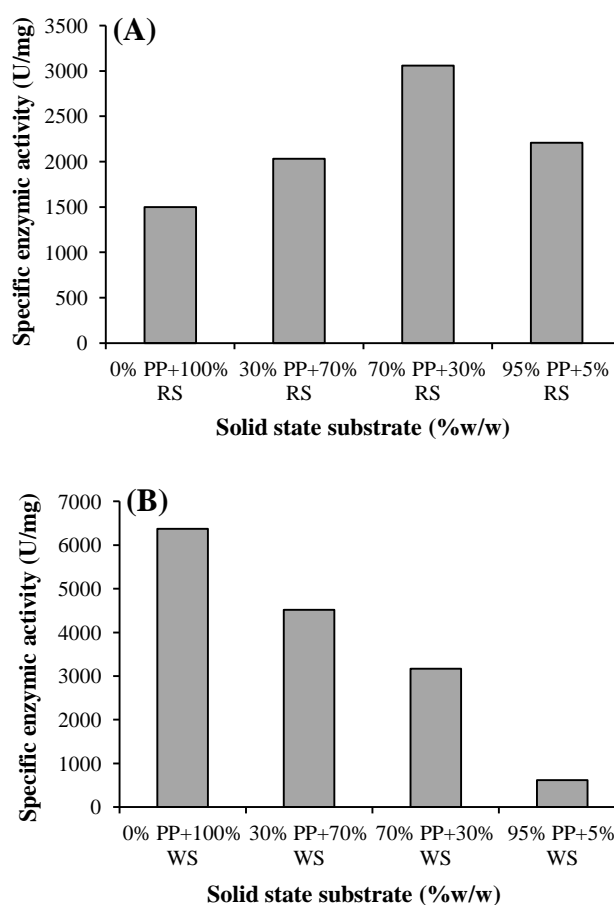 (A)
Specific enzymic activity (U/mg)
3500
3000
2500
2000
1500
1000
500
0
0% PP+100% 30% PP+70% 70% PP+30% 95% PP+5%
RS RS RS RS
Solid state substrate (%w/w)
(B)
Specific enzymic activity (U/mg)
7000
6000
5000
4000
3000
2000
1000
0
0% PP+100% 30% PP+70% 70% PP+30% 95% PP+5%
WS WS WS WS
Solid state substrate (%w/w)